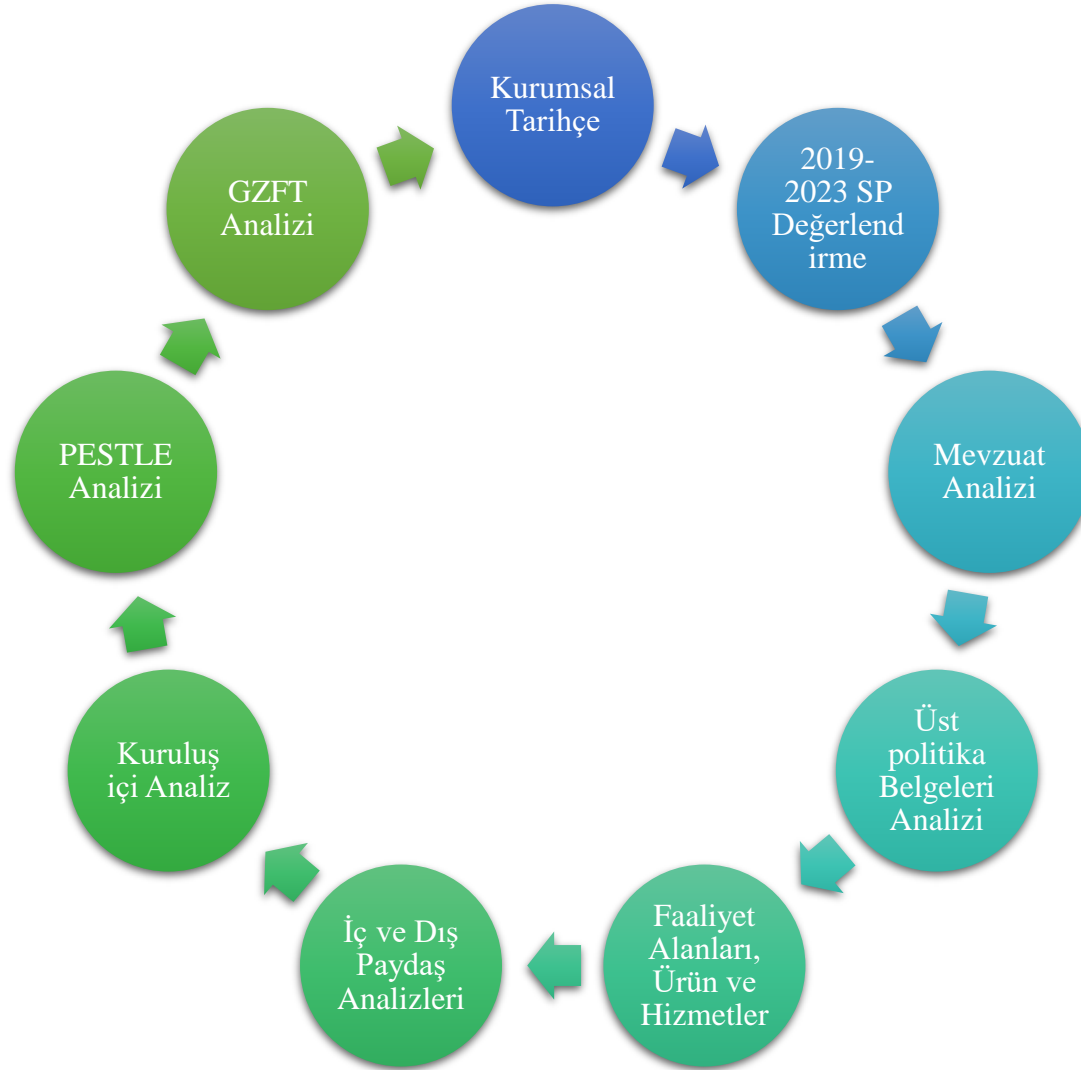 Kurumsal
Tarihçe
2019-
2023 SP
Değerlend
irme
Mevzuat
Analizi
Üst
politika
Belgeleri
Analizi
Faaliyet
Alanları,
Ürün ve
Hizmetler
İç ve Dış
Paydaş
Analizleri
Kuruluş
içi Analiz
PESTLE
Analizi
GZFT
Analizi